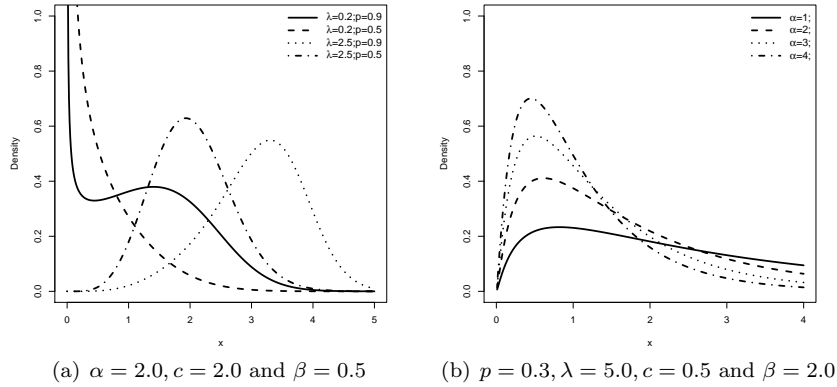 λ=0.2;p=0.9
λ=0.2;p=0.5
λ=2.5;p=0.9
λ=2.5;p=0.5
Density
0.0 0.2 0.4 0.6 0.8 1.0
0 1 2 3 4 5
x
(a) α = 2.0, c = 2.0 and β = 0.5
α=1;
α=2;
α=3;
α=4;
Density
0.0 0.2 0.4 0.6 0.8 1.0
0 1 2 3 4
x
(b) p = 0.3, λ = 5.0, c = 0.5 and β = 2.0